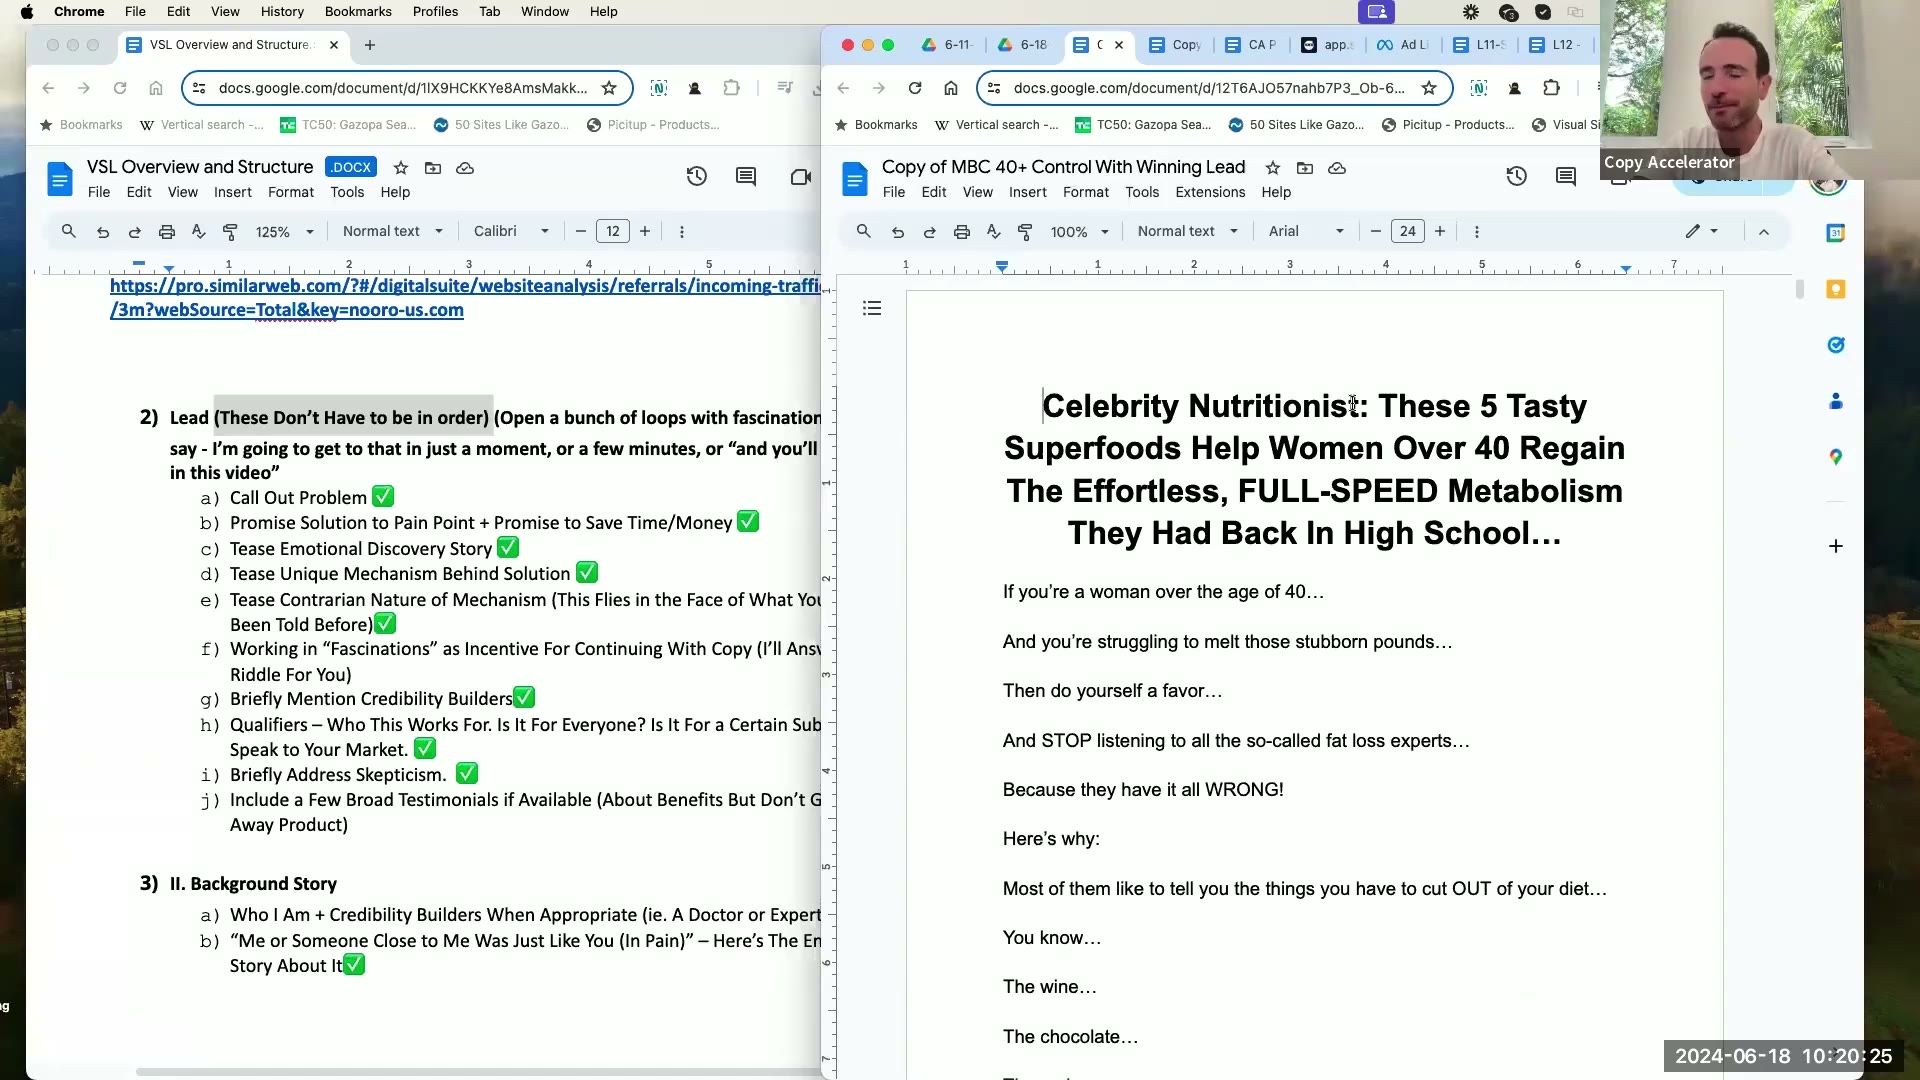 Chrome File Edit View History Bookmarks Profiles Tab Window Help
VSL Overview and Structure.
6-11-
6-18
C
Copy
CA P
app.
Ad Li
L11-S
L12 -
docs.google.com/document/d/1IX9HCKKYe8AmsMakk...
docs.google.com/document/d/12T6AJO57nahb7P3_Ob-6...
Bookmarks Vertical search -... TC50: Gazopa Sea... 50 Sites Like Gazo... Picitup - Products...
Bookmarks Vertical search -... TC50: Gazopa Sea... 50 Sites Like Gazo... Picitup - Products... Visual Si
Copy Accelerator
VSL Overview and Structure .DOCX
File Edit View Insert Format Tools Help
125% Normal text Calibri 12
1 2 3 4 5
https://pro.similarweb.com/?#/digitalsuite/websiteanalysis/referrals/incoming-traffi
/3m?webSource=Total&key=nooro-us.com
2) Lead (These Don’t Have to be in order) (Open a bunch of loops with fascination
say - I’m going to get to that in just a moment, or a few minutes, or “and you’ll
in this video”
a) Call Out Problem ✅
b) Promise Solution to Pain Point + Promise to Save Time/Money ✅
c) Tease Emotional Discovery Story ✅
d) Tease Unique Mechanism Behind Solution ✅
e) Tease Contrarian Nature of Mechanism (This Flies in the Face of What You
Been Told Before)✅
f) Working in “Fascinations” as Incentive For Continuing With Copy (I’ll Ansv
Riddle For You)
g) Briefly Mention Credibility Builders✅
h) Qualifiers – Who This Works For. Is It For Everyone? Is It For a Certain Sub
Speak to Your Market. ✅
i) Briefly Address Skepticism. ✅
j) Include a Few Broad Testimonials if Available (About Benefits But Don’t G
Away Product)
3) II. Background Story
a) Who I Am + Credibility Builders When Appropriate (ie. A Doctor or Expert
b) “Me or Someone Close to Me Was Just Like You (In Pain)” – Here’s The En
Story About It✅
Copy of MBC 40+ Control With Winning Lead
File Edit View Insert Format Tools Extensions Help
100% Normal text Arial 24
1 1 2 3 4 5 6 7
Celebrity Nutritionist: These 5 Tasty
Superfoods Help Women Over 40 Regain
The Effortless, FULL-SPEED Metabolism
They Had Back In High School…
If you’re a woman over the age of 40…
And you’re struggling to melt those stubborn pounds…
Then do yourself a favor…
And STOP listening to all the so-called fat loss experts…
Because they have it all WRONG!
Here’s why:
Most of them like to tell you the things you have to cut OUT of your diet…
You know…
The wine…
The chocolate…
2024-06-18 10:20:25